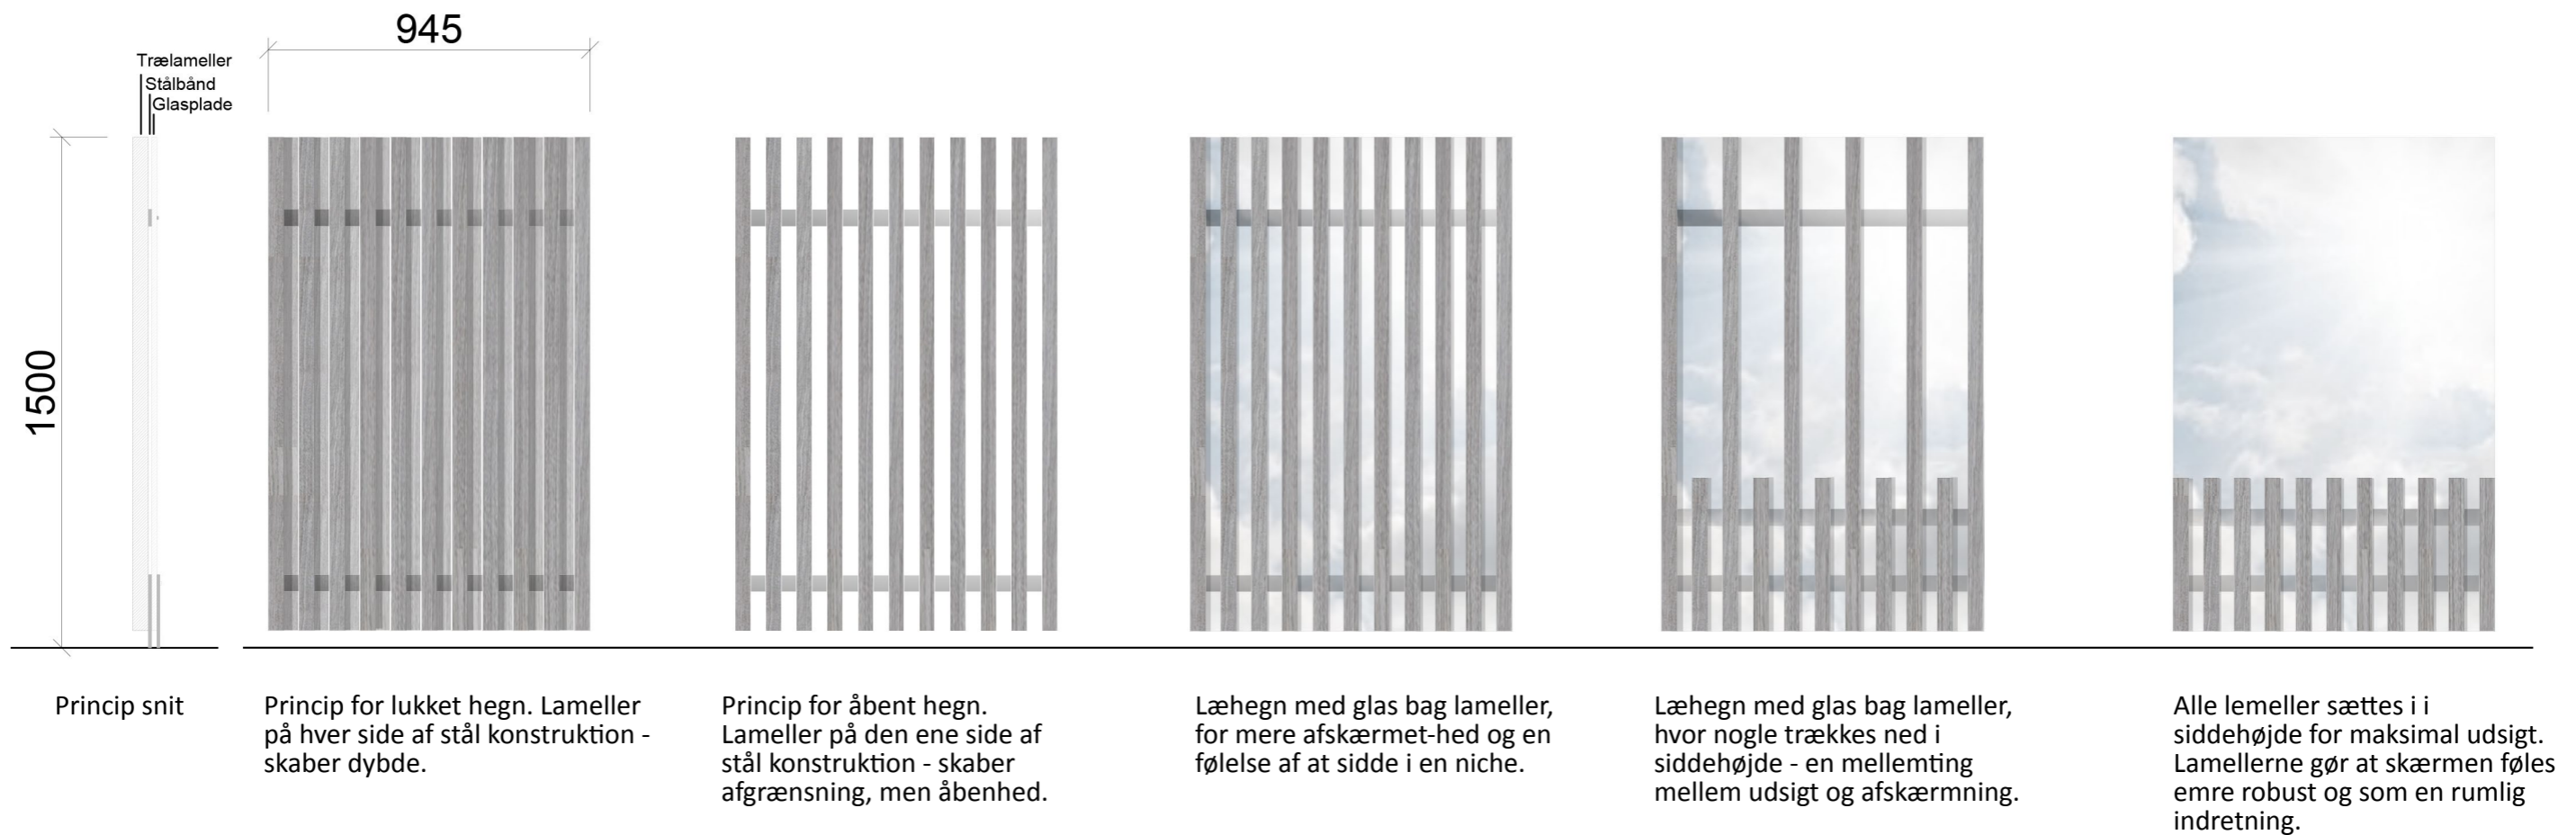 945
Trælameller
Stålbånd
Glasplade
1500
Princip snit
Princip for lukket hegn. Lameller
på hver side af stål konstruktion -
skaber dybde.
Princip for åbent hegn.
Lameller på den ene side af
stål konstruktion - skaber
afgrænsning, men åbenhed.
Læhegn med glas bag lameller,
for mere afskærmet-hed og en
følelse af at sidde i en niche.
Læhegn med glas bag lameller,
hvor nogle trækkes ned i
siddehøjde - en mellemting
mellem udsigt og afskærmning.
Alle lemeller sættes i i
siddehøjde for maksimal udsigt.
Lamellerne gør at skærmen føles
emre robust og som en rumlig
indretning.